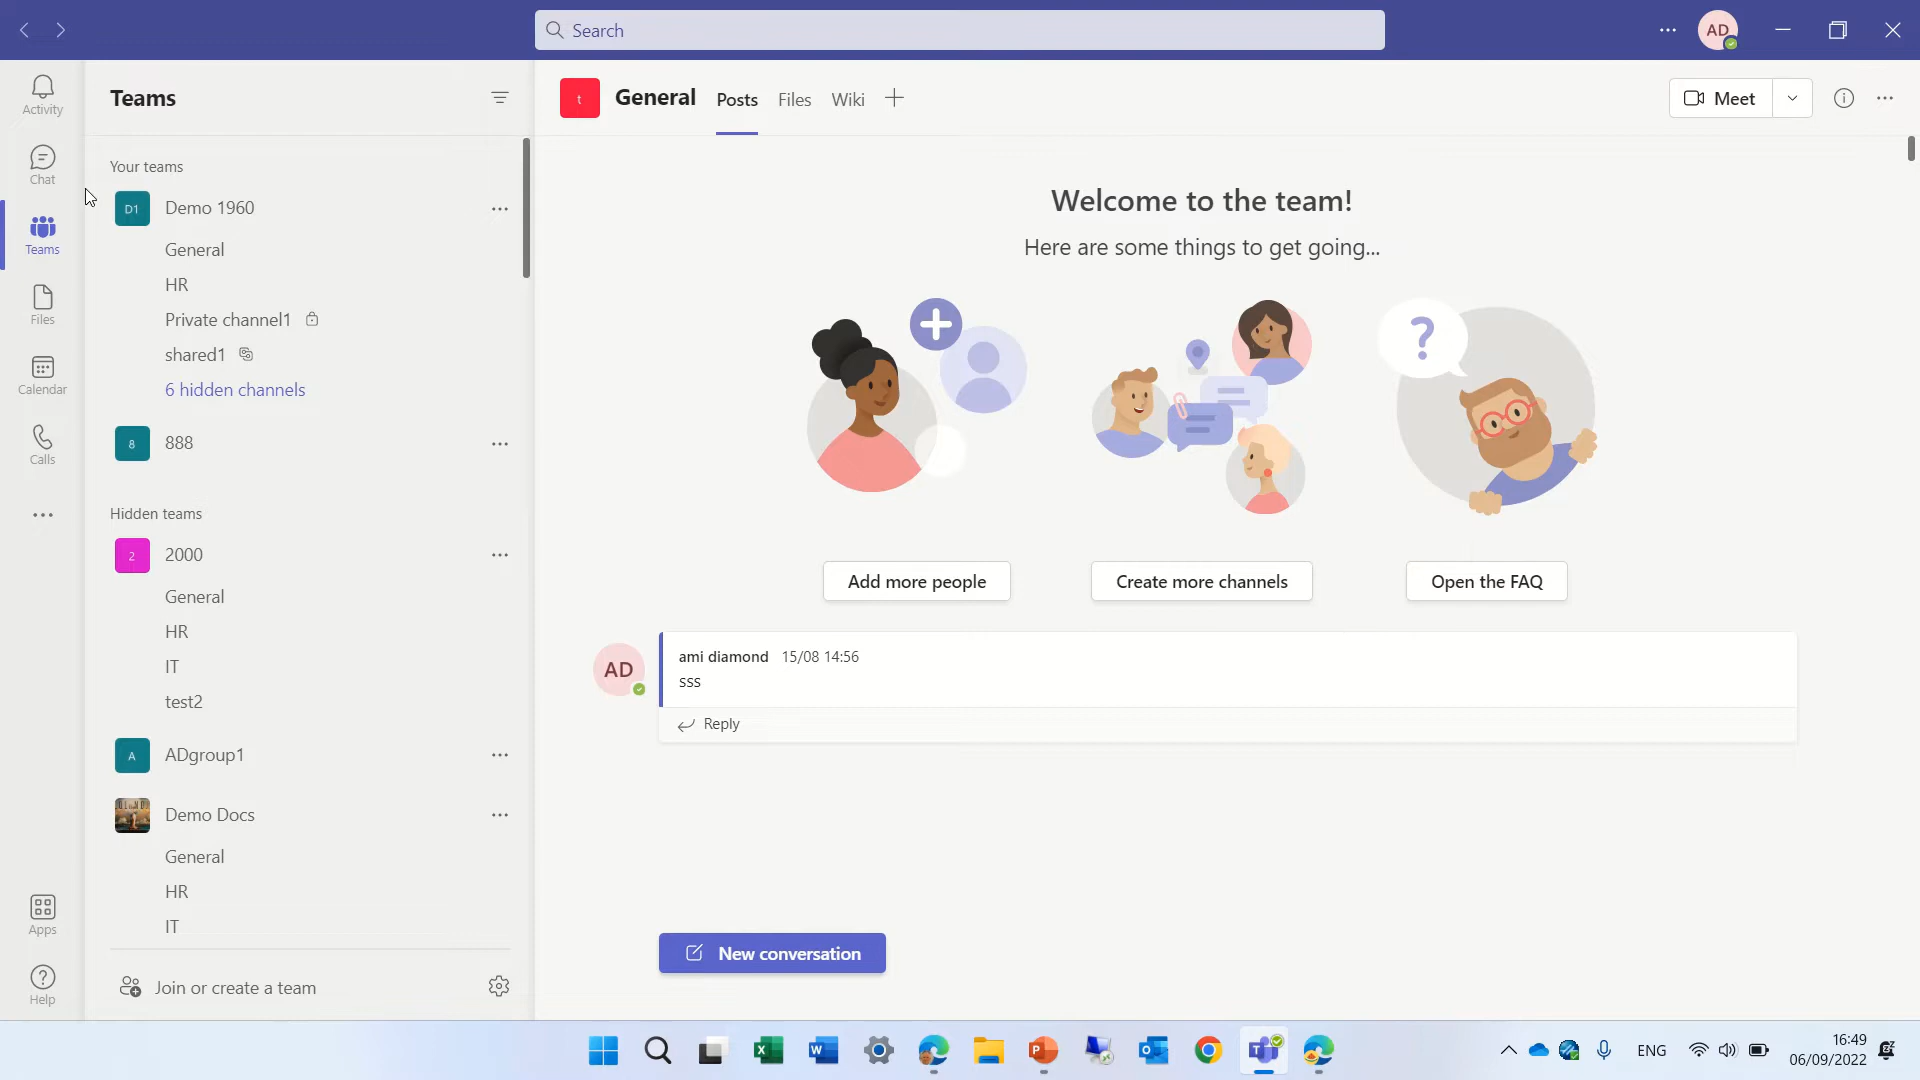 Search
AD
Activity
Chat
Teams
Files
Calendar
Calls
Apps
Help
Teams
Your teams
D1 Demo 1960
General
HR
Private channel1
shared1
6 hidden channels
8 888
Hidden teams
2 2000
General
HR
IT
test2
A ADgroup1
Demo Docs
General
HR
IT
Join or create a team
t General Posts Files Wiki
Meet
Welcome to the team!
Here are some things to get going...
?
Add more people
Create more channels
Open the FAQ
AD
ami diamond 15/08 14:56
sss
Reply
New conversation
ENG
16:49
06/09/2022